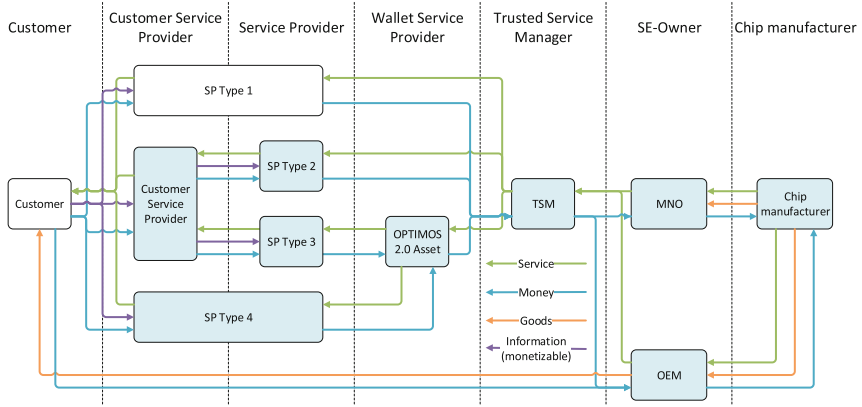 Customer
Customer Service
Provider
Service Provider
Wallet Service
Provider
Trusted Service
Manager
SE-Owner
Chip manufacturer
SP Type 1
SP Type 2
Customer
Customer
Service
Provider
TSM
MNO
Chip
manufacturer
SP Type 3
OPTIMOS
2.0 Asset
SP Type 4
Service
Money
Goods
Information
(monetizable)
OEM